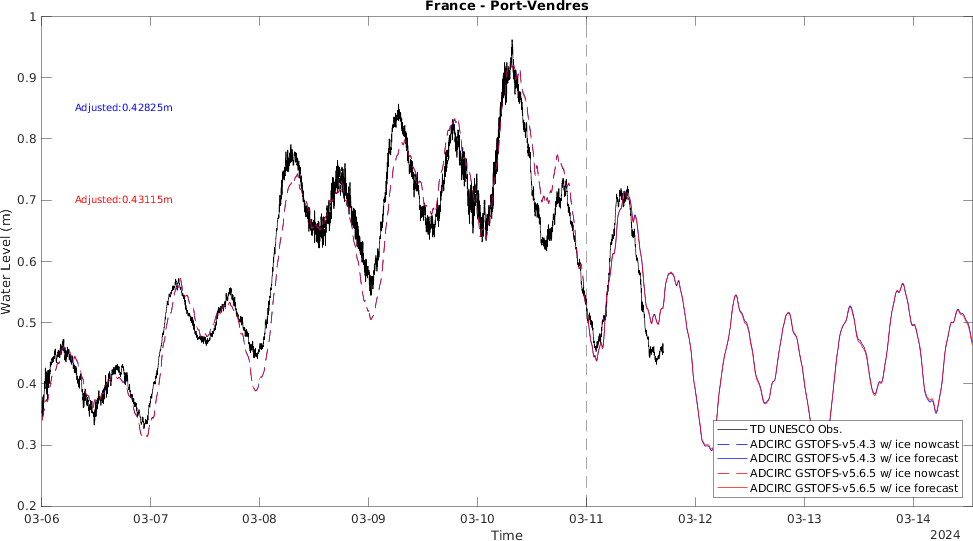 France - Port-Vendres
1
0.9
0.8
0.7
0.6
0.5
0.4
0.3
0.2
Water Level (m)
Adjusted:0.42825m
Adjusted:0.43115m
TD UNESCO Obs.
ADCIRC GSTOFS-v5.4.3 w/ ice nowcast
ADCIRC GSTOFS-v5.4.3 w/ ice forecast
ADCIRC GSTOFS-v5.6.5 w/ ice nowcast
ADCIRC GSTOFS-v5.6.5 w/ ice forecast
03-06 03-07 03-08 03-09 03-10 03-11 03-12 03-13 03-14
Time
2024